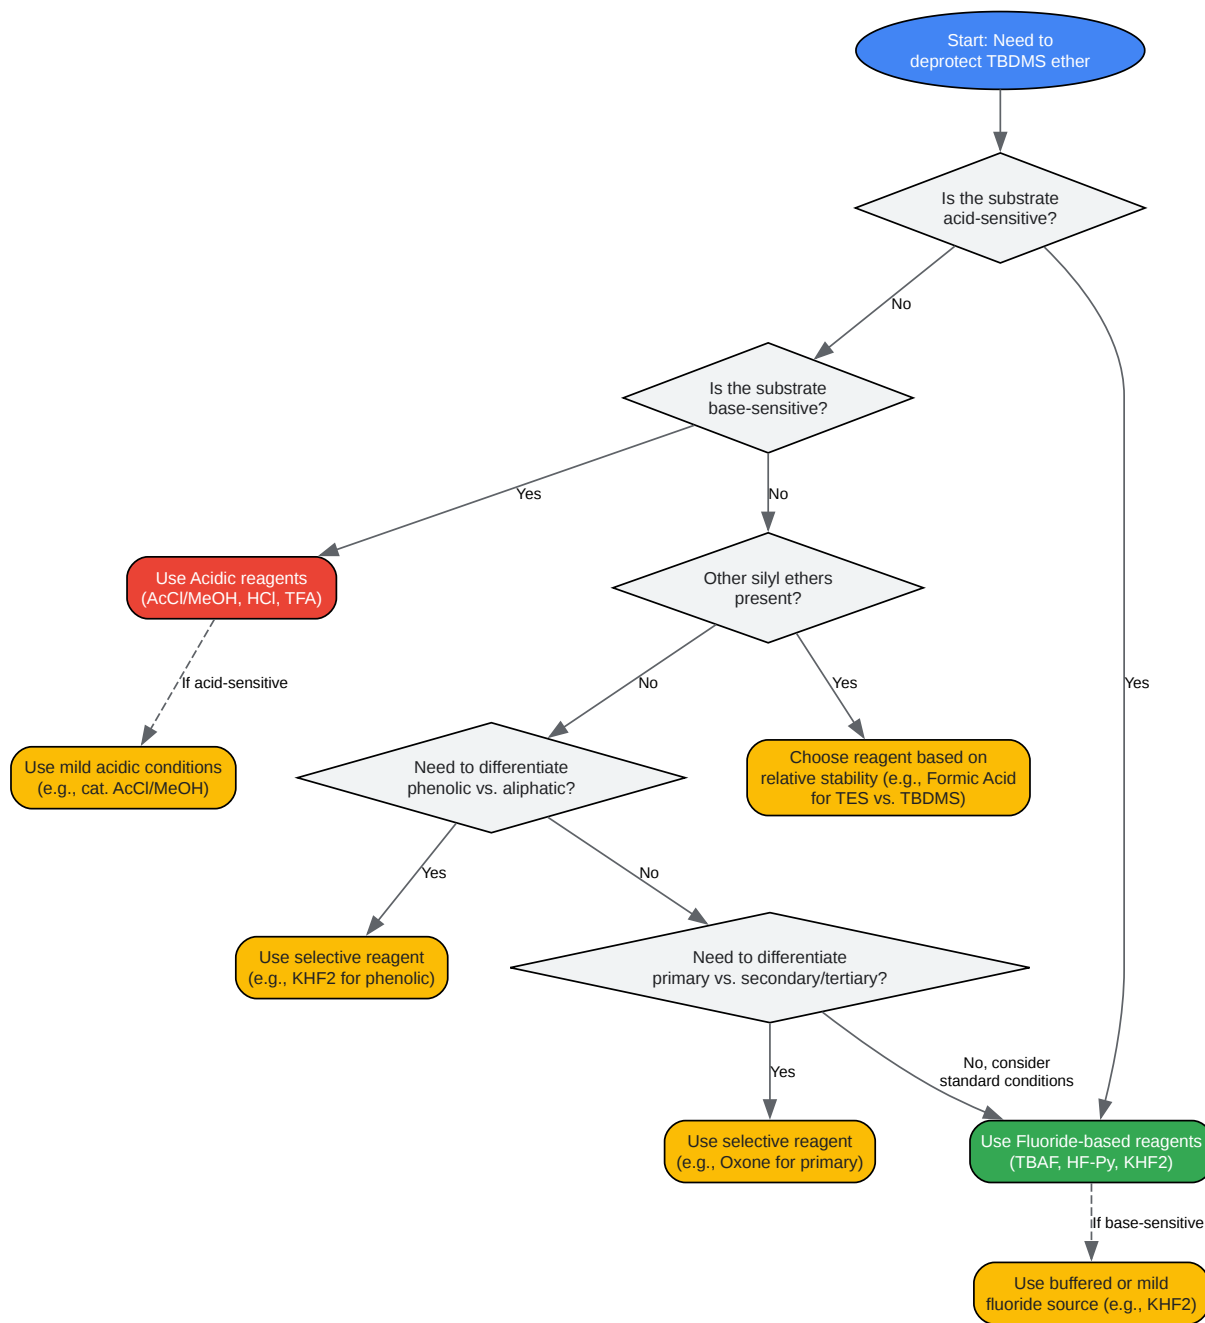 Start: Need to
deprotect TBDMS ether
Is the substrate
acid-sensitive?
No
Is the substrate
base-sensitive?
Yes
No
Use Acidic reagents
(AcCl/MeOH, HCl, TFA)
Other silyl ethers
present?
If acid-sensitive
No
Yes
Yes
Use mild acidic conditions
(e.g., cat. AcCl/MeOH)
Need to differentiate
phenolic vs. aliphatic?
Choose reagent based on
relative stability (e.g., Formic Acid
for TES vs. TBDMS)
Yes
No
Use selective reagent
(e.g., KHF2 for phenolic)
Need to differentiate
primary vs. secondary/tertiary?
Yes
No, consider
standard conditions
Use selective reagent
(e.g., Oxone for primary)
Use Fluoride-based reagents
(TBAF, HF-Py, KHF2)
If base-sensitive
Use buffered or mild
fluoride source (e.g., KHF2)